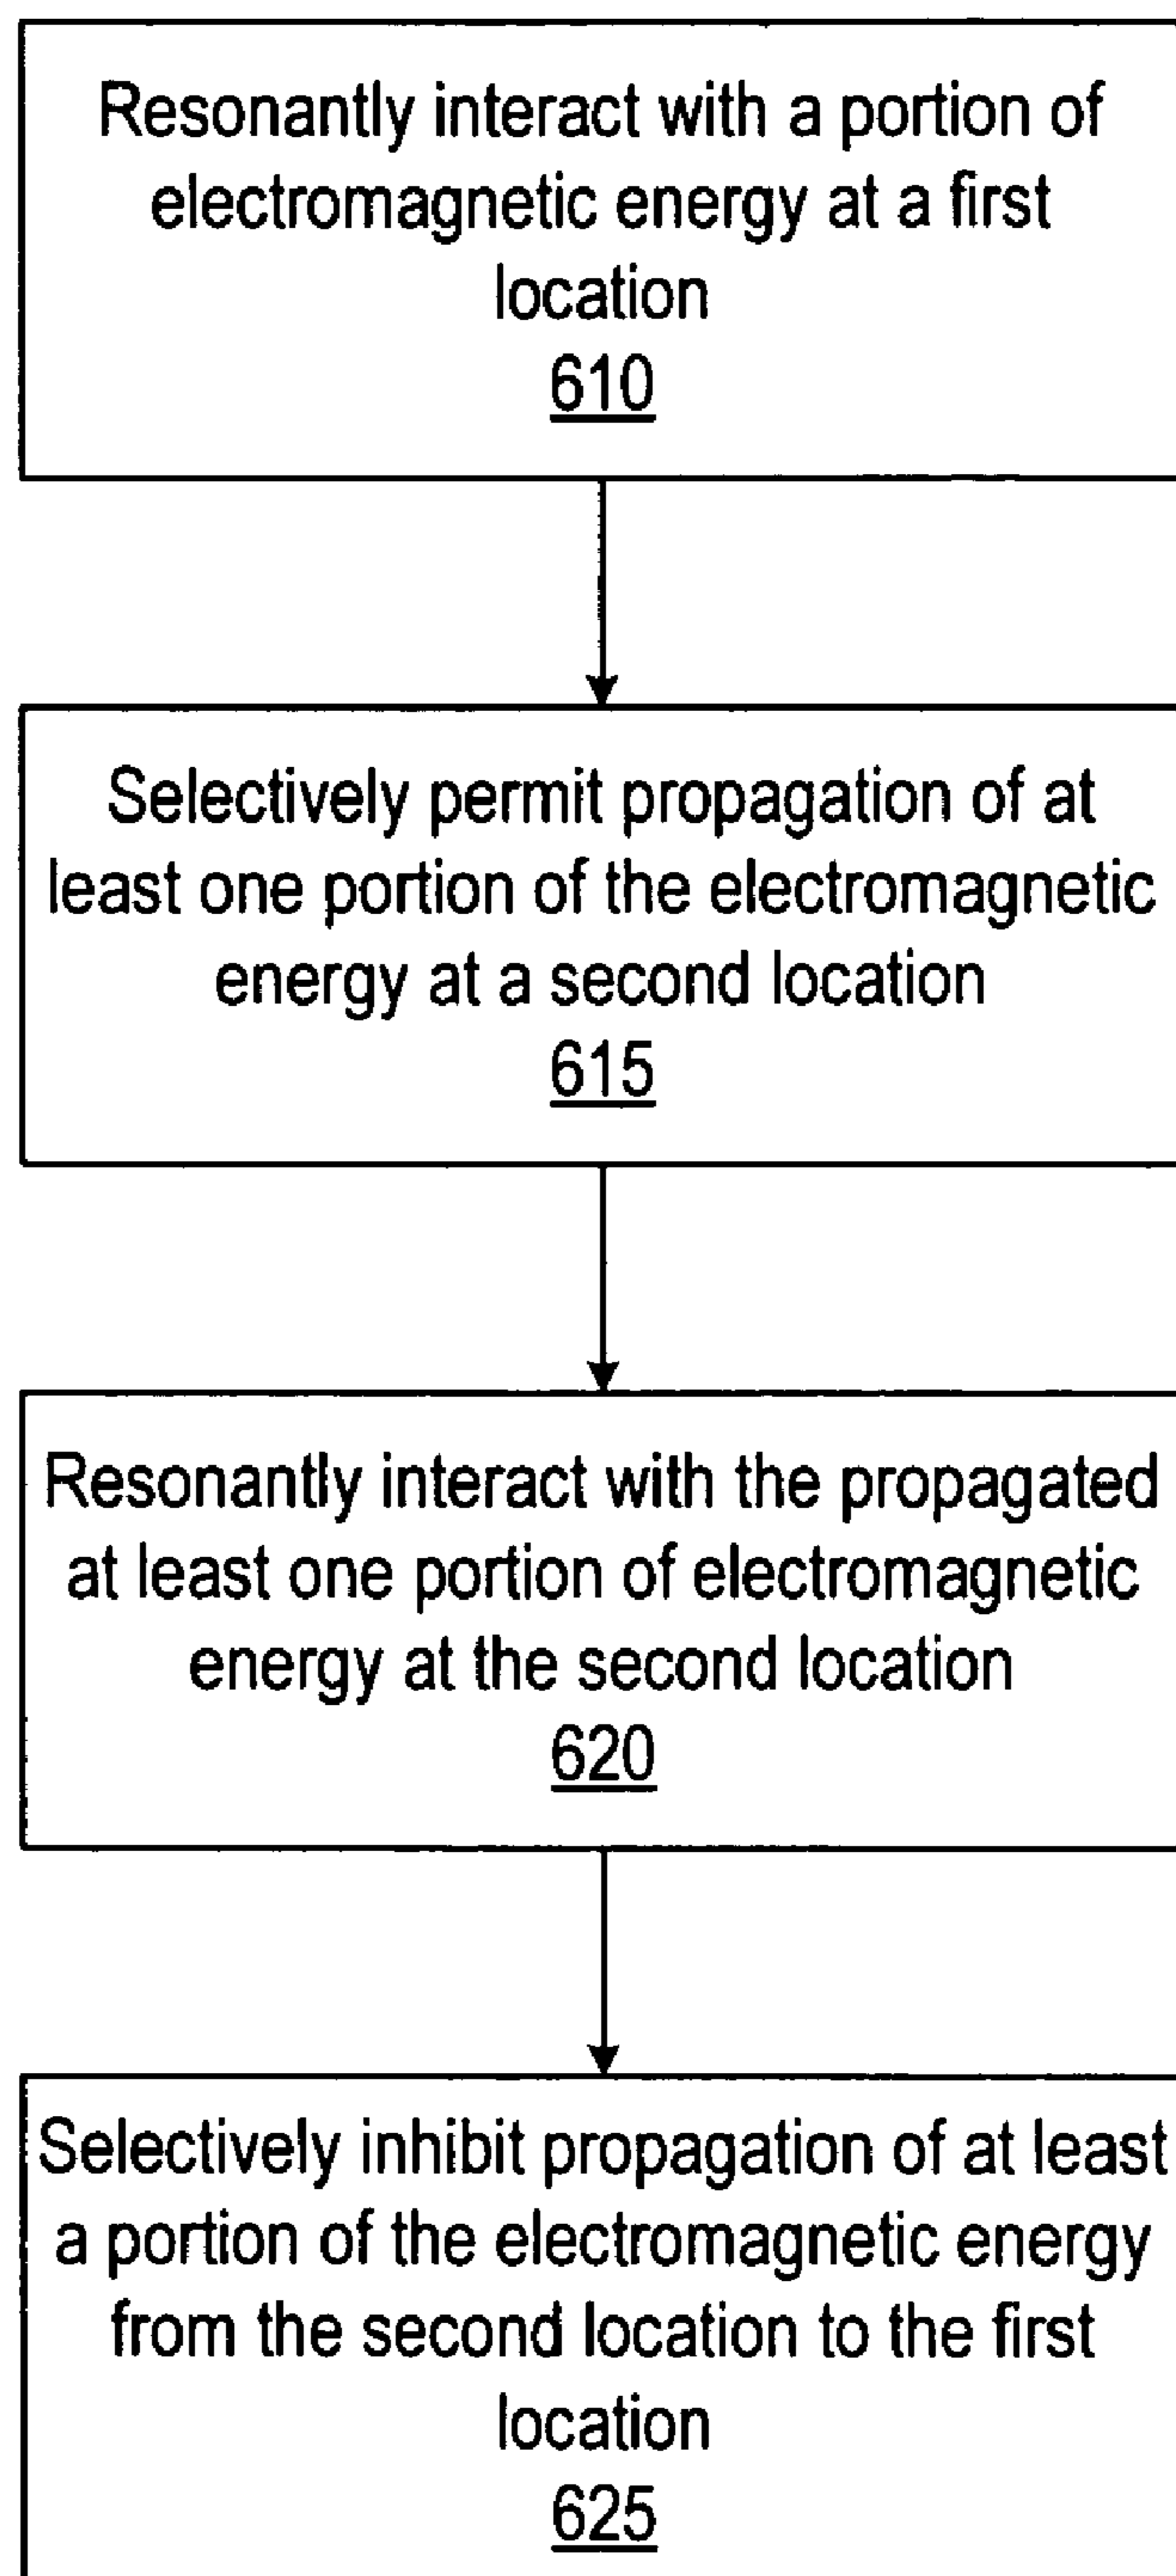 Resonantly interact with a portion of
electromagnetic energy at a first
location
610
Selectively permit propagation of at
least one portion of the electromagnetic
energy at a second location
615
Resonantly interact with the propagated
at least one portion of electromagnetic
energy at the second location
620
Selectively inhibit propagation of at least
a portion of the electromagnetic energy
from the second location to the first
location
625